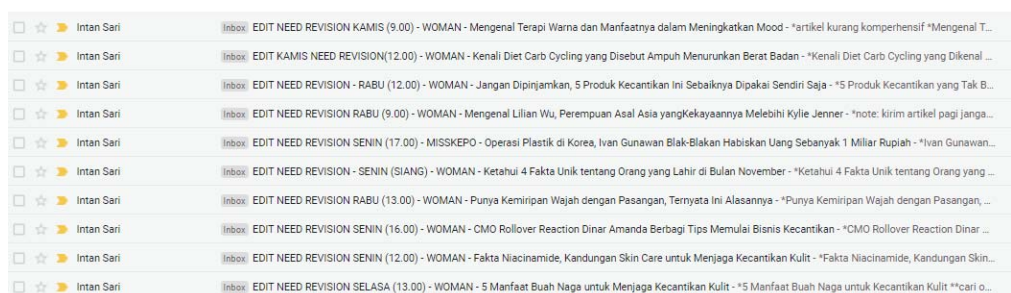 Intan Sari Inbox EDIT NEED REVISION KAMIS (9.00) - WOMAN - Mengenal Terapi Warna dan Manfaatnya dalam Meningkatkan Mood - *artikel kurang komperhensif *Mengenal T...
Intan Sari Inbox EDIT KAMIS NEED REVISION(12.00) - WOMAN - Kenali Diet Carb Cycling yang Disebut Ampuh Menurunkan Berat Badan - *Kenali Diet Carb Cycling yang Dikenal ...
Intan Sari Inbox EDIT NEED REVISION - RABU (12.00) - WOMAN - Jangan Dipinjamkan, 5 Produk Kecantikan Ini Sebaiknya Dipakai Sendiri Saja - *5 Produk Kecantikan yang Tak B...
Intan Sari Inbox EDIT NEED REVISION RABU (9.00) - WOMAN - Mengenal Lilian Wu, Perempuan Asal Asia yangKekayaannya Melebihi Kylie Jenner - *note: kirim artikel pagi janga...
Intan Sari Inbox EDIT NEED REVISION SENIN (17.00) - MISSKEPO - Operasi Plastik di Korea, Ivan Gunawan Blak-Blakan Habiskan Uang Sebanyak 1 Miliar Rupiah - *Ivan Gunawan...
Intan Sari Inbox EDIT NEED REVISION - SENIN (SIANG) - WOMAN - Ketahui 4 Fakta Unik tentang Orang yang Lahir di Bulan November - *Ketahui 4 Fakta Unik tentang Orang yang ...
Intan Sari Inbox EDIT NEED REVISION RABU (13.00) - WOMAN - Punya Kemiripan Wajah dengan Pasangan, Ternyata Ini Alasannya - *Punya Kemiripan Wajah dengan Pasangan, ...
Intan Sari Inbox EDIT NEED REVISION SENIN (16.00) - WOMAN - CMO Rollover Reaction Dinar Amanda Berbagi Tips Memulai Bisnis Kecantikan - *CMO Rollover Reaction Dinar ...
Intan Sari Inbox EDIT NEED REVISION SENIN (12.00) - WOMAN - Fakta Niacinamide, Kandungan Skin Care untuk Menjaga Kecantikan Kulit - *Fakta Niacinamide, Kandungan Skin...
Intan Sari Inbox EDIT NEED REVISION SELASA (13.00) - WOMAN - 5 Manfaat Buah Naga untuk Menjaga Kecantikan Kulit - *5 Manfaat Buah Naga untuk Kecantikan Kulit **cari o...